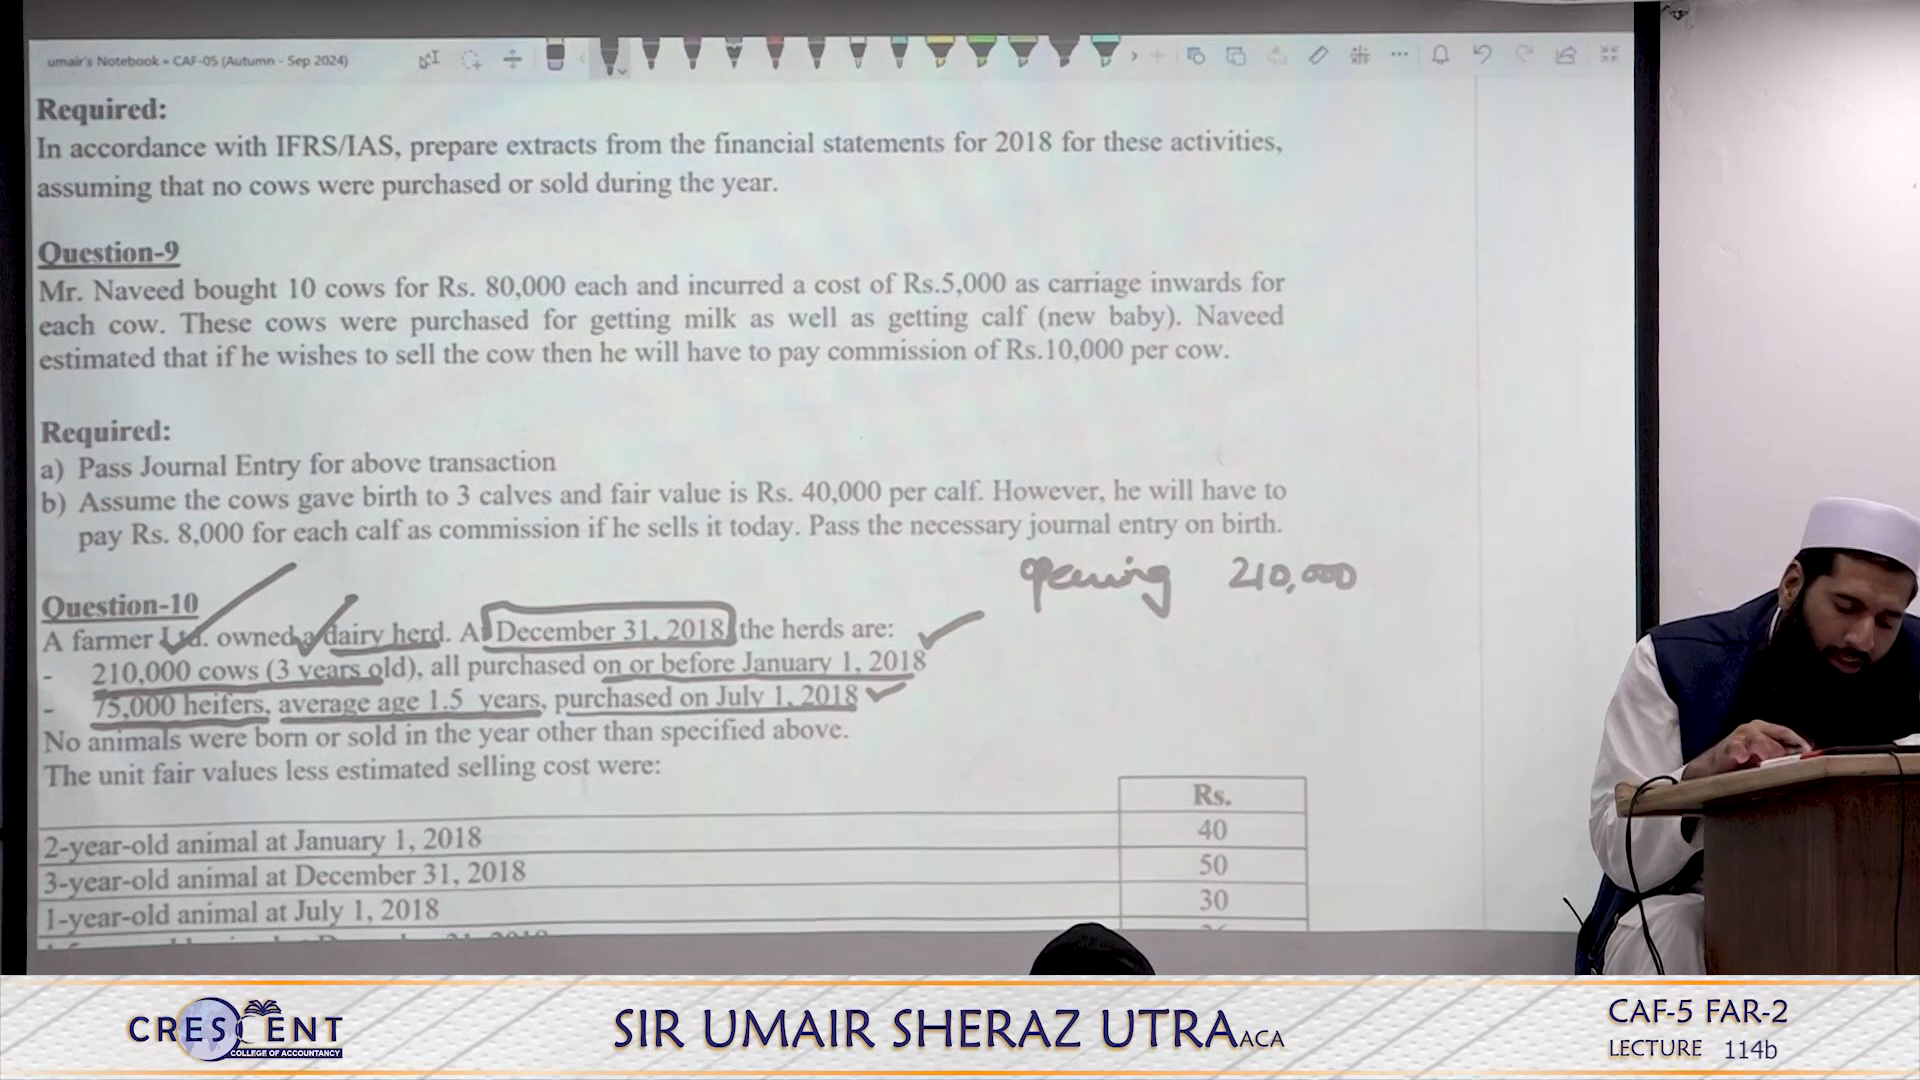 umair's Notebook » CAF-05 (Autumn - Sep 2024)
Required:
In accordance with IFRS/IAS, prepare extracts from the financial statements for 2018 for these activities,
assuming that no cows were purchased or sold during the year.
Question-9
Mr. Naveed bought 10 cows for Rs. 80,000 each and incurred a cost of Rs.5,000 as carriage inwards for
each cow. These cows were purchased for getting milk as well as getting calf (new baby). Naveed
estimated that if he wishes to sell the cow then he will have to pay commission of Rs.10,000 per cow.
Required:
a) Pass Journal Entry for above transaction
b) Assume the cows gave birth to 3 calves and fair value is Rs. 40,000 per calf. However, he will have to
pay Rs. 8,000 for each calf as commission if he sells it today. Pass the necessary journal entry on birth.
opening 210,000
Question-10
A farmer Ltd. owned a dairy herd. A December 31, 2018 the herds are:
- 210,000 cows (3 years old), all purchased on or before January 1, 2018
- 75,000 heifers, average age 1.5 years, purchased on July 1, 2018
No animals were born or sold in the year other than specified above.
The unit fair values less estimated selling cost were:
Rs.
2-year-old animal at January 1, 2018 40
3-year-old animal at December 31, 2018 50
1-year-old animal at July 1, 2018 30
CRESCENT
COLLEGE OF ACCOUNTANCY
SIR UMAIR SHERAZ UTRA ACA
CAF-5 FAR-2
LECTURE 114b